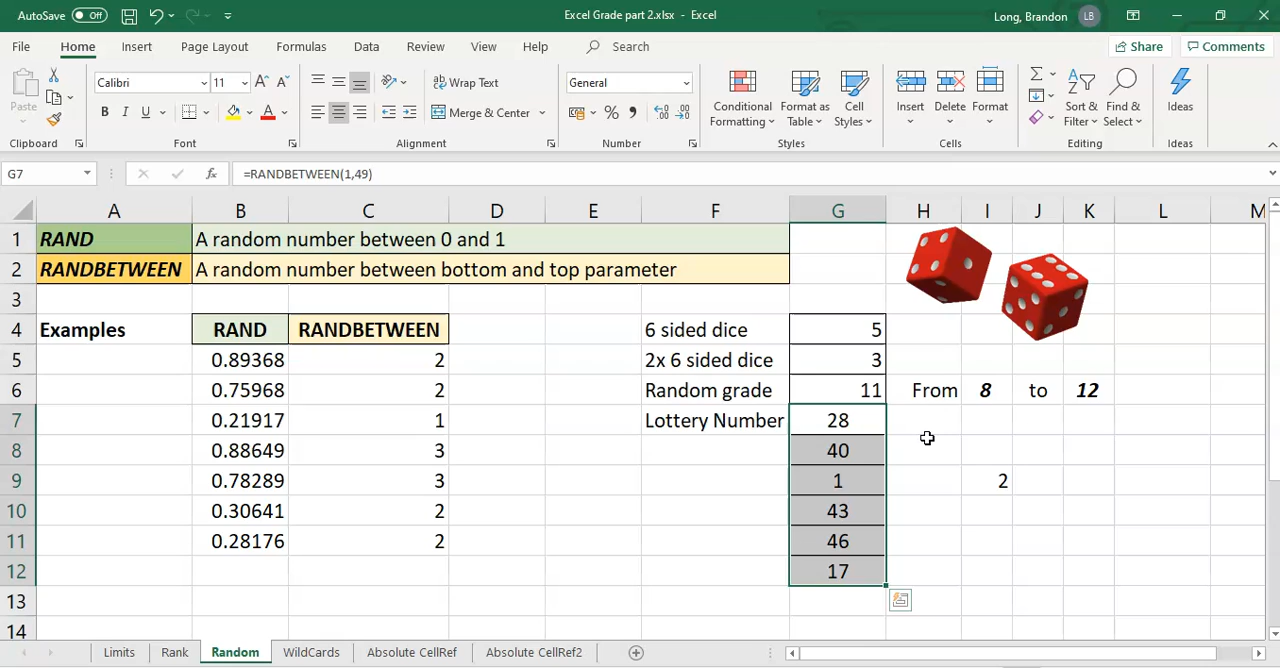 AutoSave Off Excel Grade part 2.xlsx - Excel Long, Brandon LB
File Home Insert Page Layout Formulas Data Review View Help Search Share Comments
Paste Calibri 11 A A ab Wrap Text General Conditional Formatting Format as Table Cell Styles Insert Delete Format Sort & Filter Find & Select Ideas
B I U A Merge & Center % ,
Clipboard Font Alignment Number Styles Cells Editing Ideas
G7 fx =RANDBETWEEN(1,49)
A B C D E F G H I J K L M
1 RAND A random number between 0 and 1
2 RANDBETWEEN A random number between bottom and top parameter
3
4 Examples RAND RANDBETWEEN 6 sided dice 5
5 0.89368 2 2x 6 sided dice 3
6 0.75968 2 Random grade 11 From 8 to 12
7 0.21917 1 Lottery Number 28
8 0.88649 3 40
9 0.78289 3 1 2
10 0.30641 2 43
11 0.28176 2 46
12 17
13
14
Limits Rank Random WildCards Absolute CellRef Absolute CellRef2